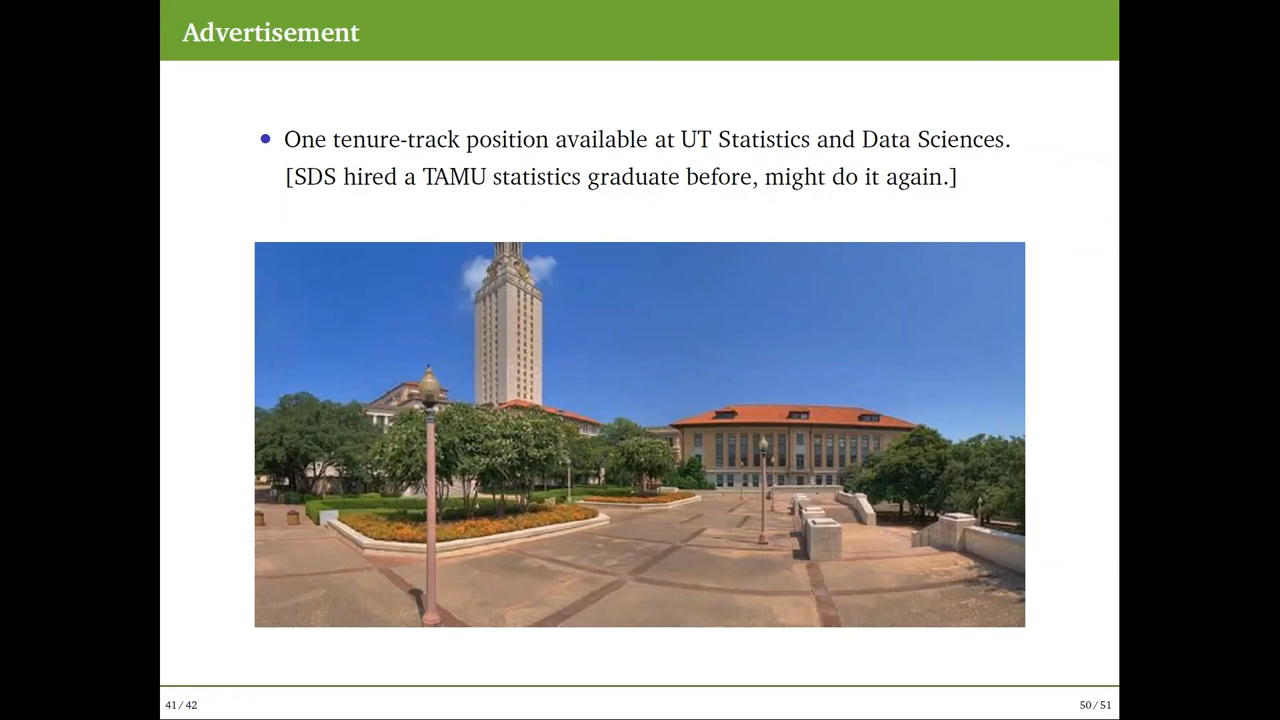 Advertisement
One tenure-track position available at UT Statistics and Data Sciences.
[SDS hired a TAMU statistics graduate before, might do it again.]
41 / 42
50 / 51